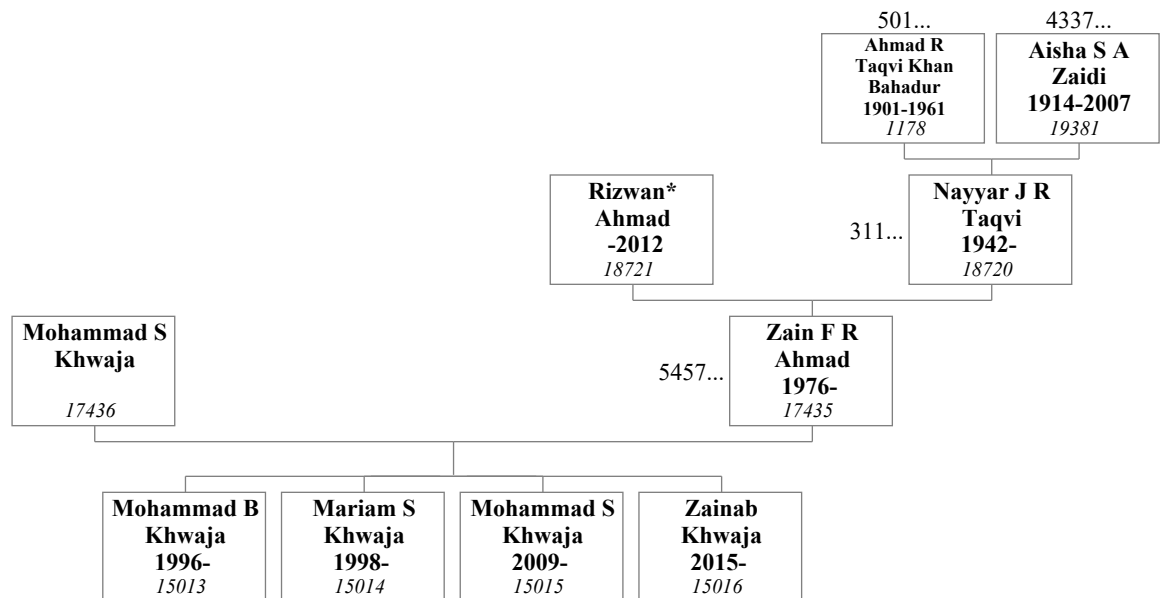 501...
4337...
Ahmad R
Taqvi Khan
Bahadur
1901-1961
1178
Aisha S A
Zaidi
1914-2007
19381
Rizwan*
Ahmad
-2012
18721
311...
Nayyar J R
Taqvi
1942-
18720
Mohammad S
Khwaja
17436
5457...
Zain F R
Ahmad
1976-
17435
Mohammad B
Khwaja
1996-
15013
Mariam S
Khwaja
1998-
15014
Mohammad S
Khwaja
2009-
15015
Zainab
Khwaja
2015-
15016